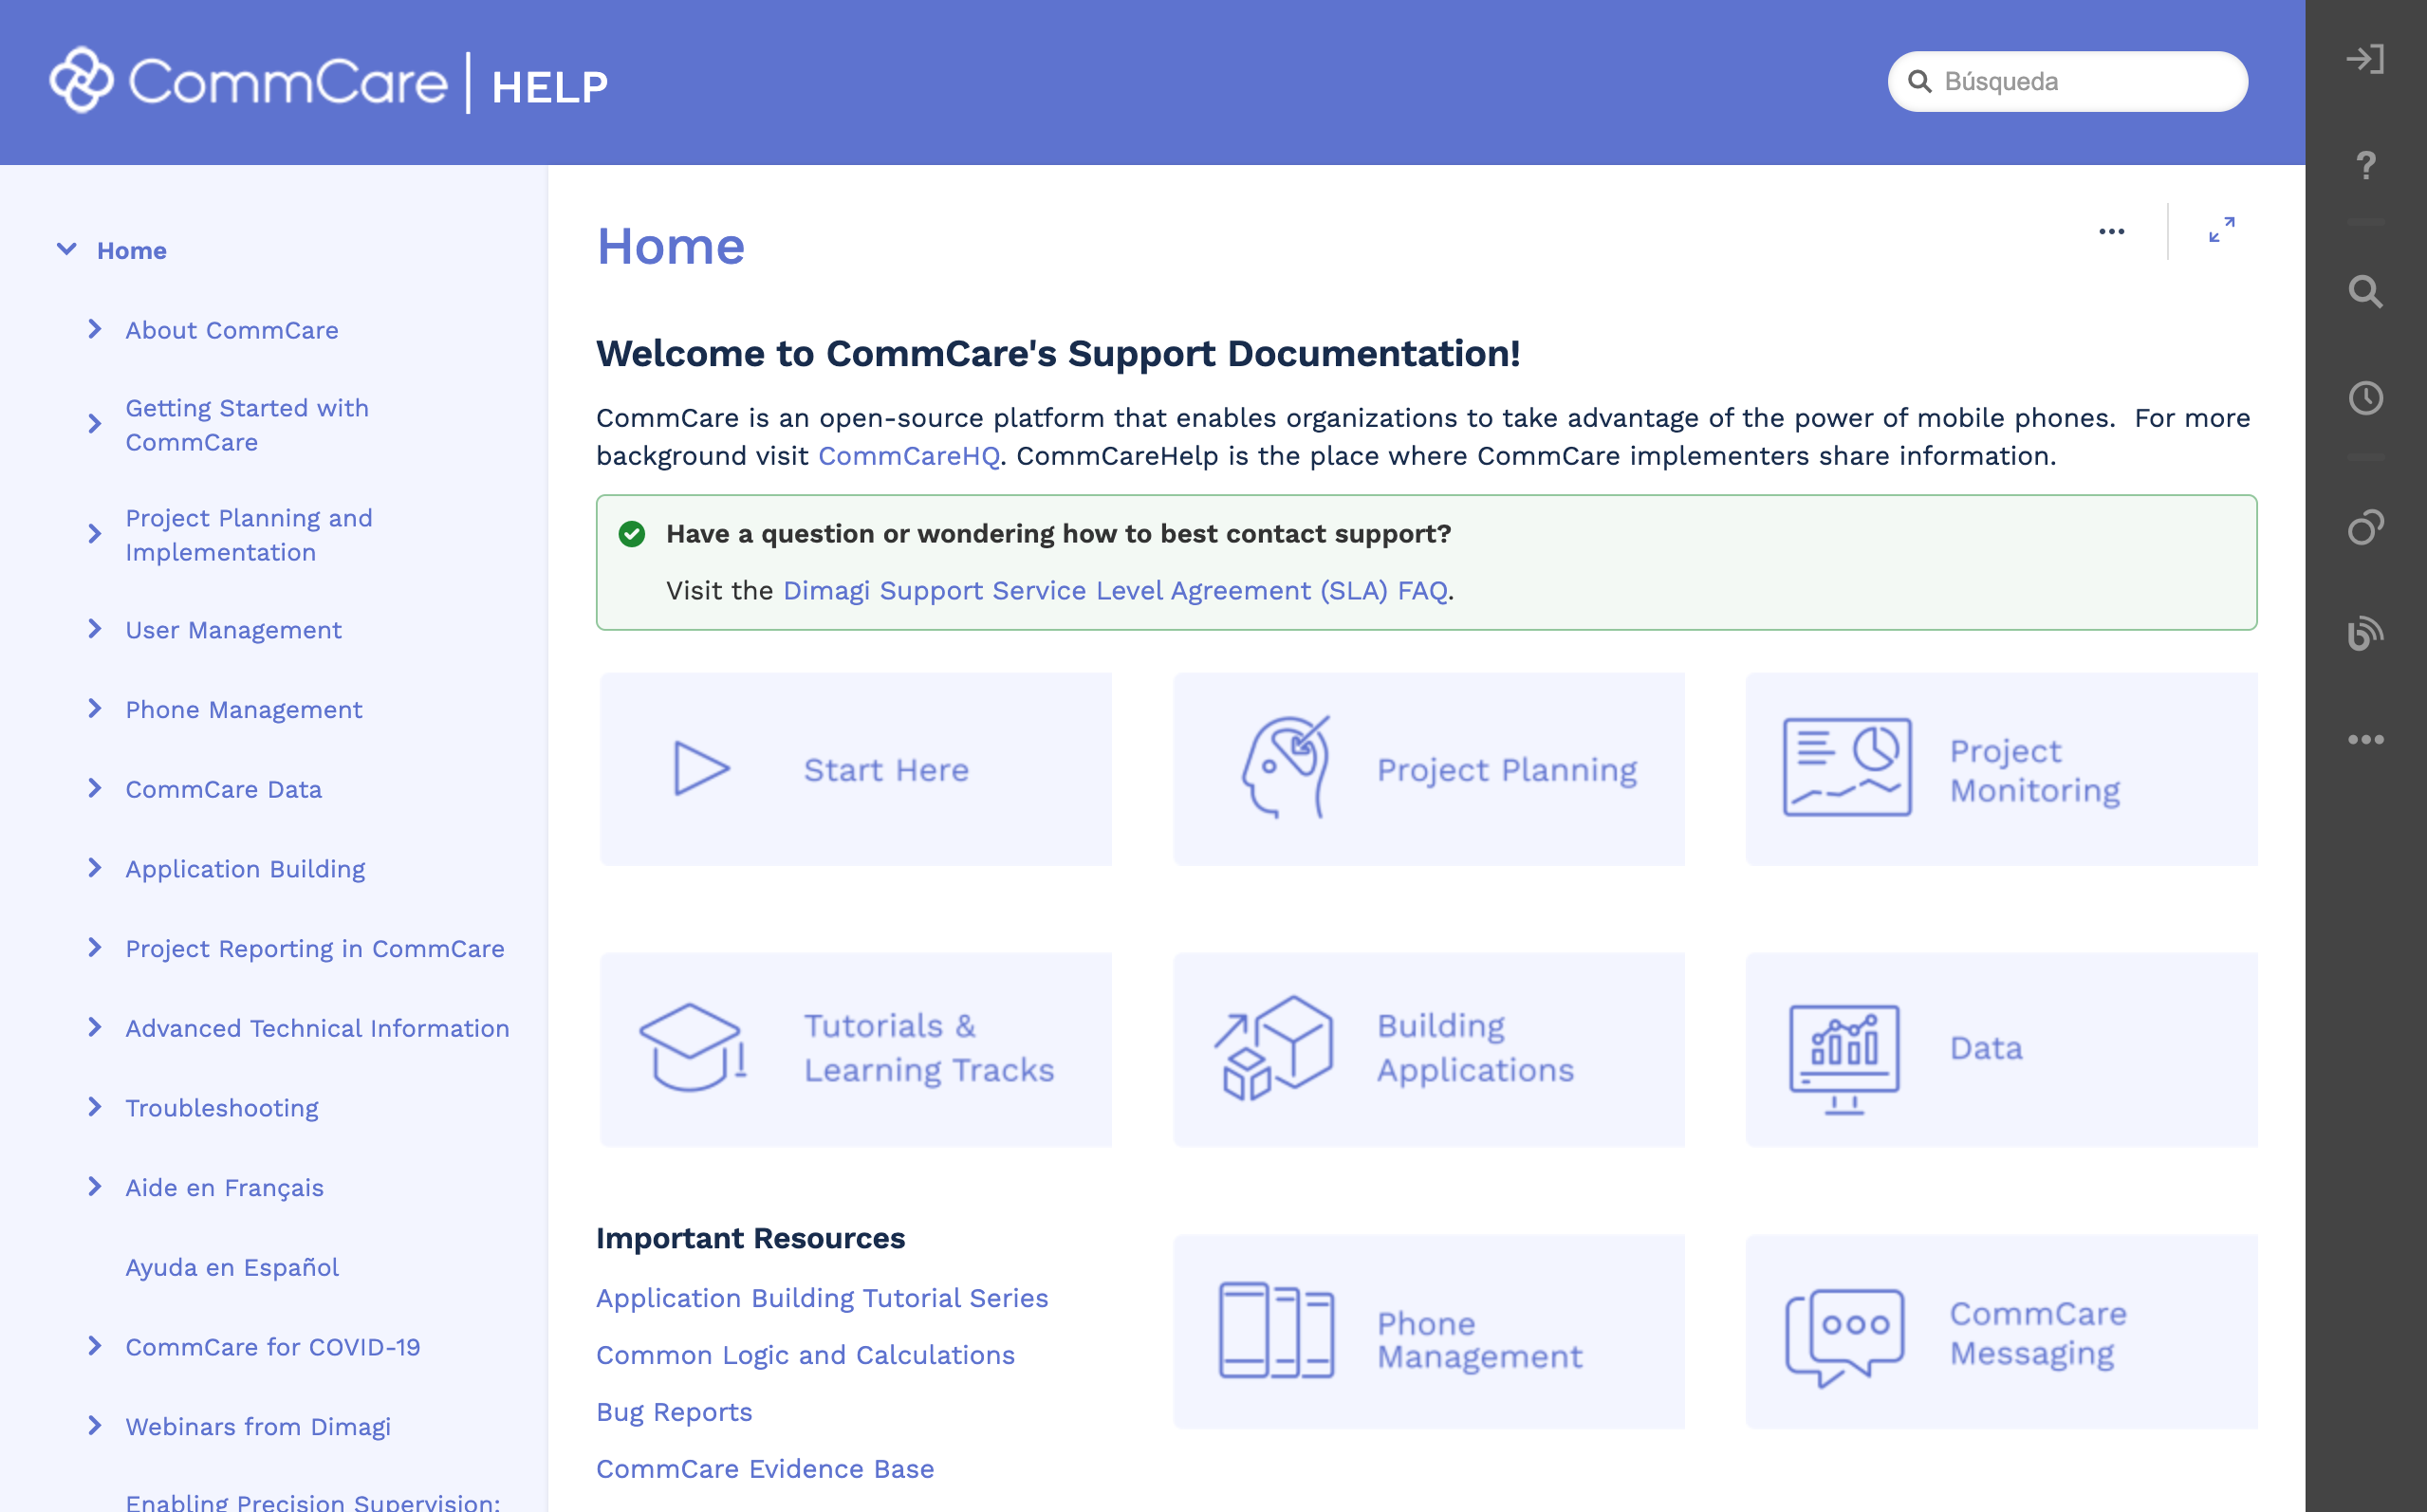 CommCare | HELP
Búsqueda
Home
About CommCare
Getting Started with
CommCare
Project Planning and
Implementation
User Management
Phone Management
CommCare Data
Application Building
Project Reporting in CommCare
Advanced Technical Information
Troubleshooting
Aide en Français
Ayuda en Español
CommCare for COVID-19
Webinars from Dimagi
Enabling Precision Supervision:
Home
Welcome to CommCare's Support Documentation!
CommCare is an open-source platform that enables organizations to take advantage of the power of mobile phones.  For more
background visit CommCareHQ. CommCareHelp is the place where CommCare implementers share information.
Have a question or wondering how to best contact support?
Visit the Dimagi Support Service Level Agreement (SLA) FAQ.
Start Here
Project Planning
Project
Monitoring
Tutorials &
Learning Tracks
Building
Applications
Data
Important Resources
Application Building Tutorial Series
Common Logic and Calculations
Bug Reports
CommCare Evidence Base
Phone
Management
CommCare
Messaging